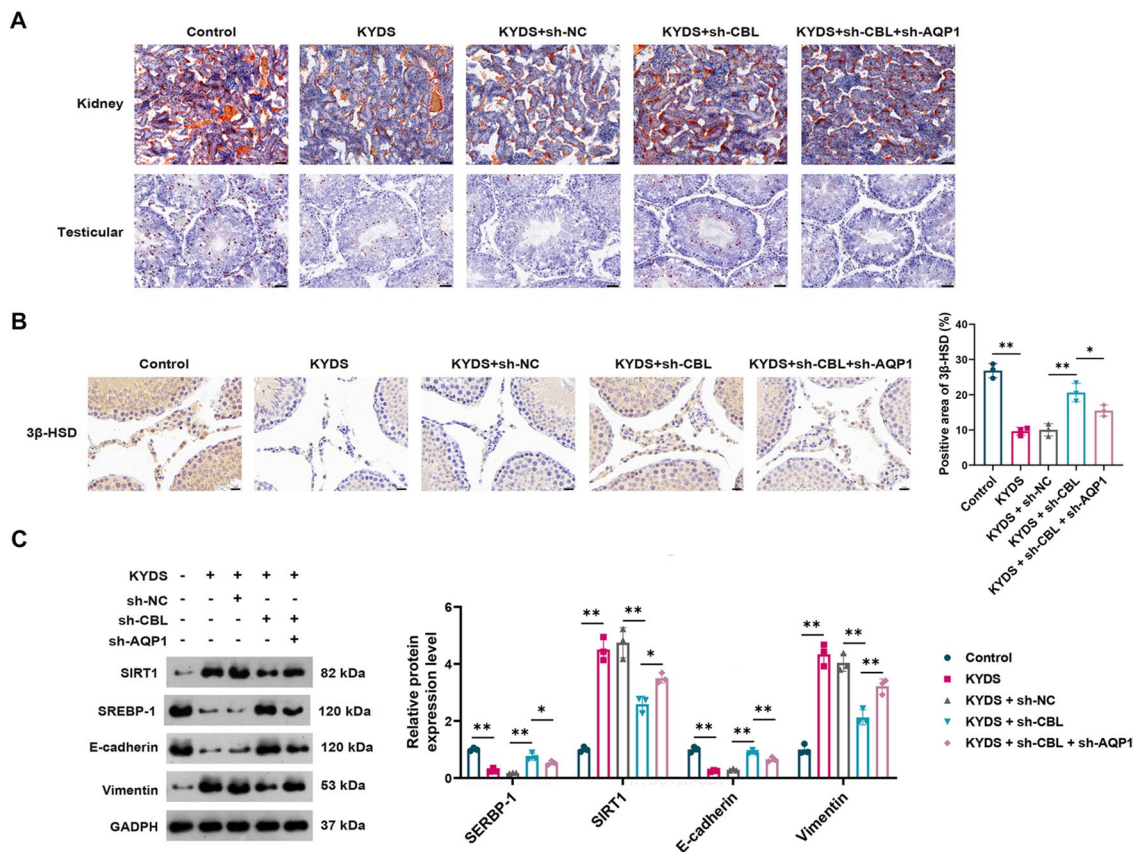 A
Control KYDS KYDS+sh-NC KYDS+sh-CBL KYDS+sh-CBL+sh-AQP1
Kidney
Testicular
B
Control KYDS KYDS+sh-NC KYDS+sh-CBL KYDS+sh-CBL+sh-AQP1
3β-HSD
Positive area of 3β-HSD (%)
40
30
20
10
0
** ** *
Control
KYDS
KYDS + sh-NC
KYDS + sh-CBL
KYDS + sh-CBL + sh-AQP1
C
KYDS - + + + +
sh-NC - - + - -
sh-CBL - - - + +
sh-AQP1 - - - - +
SIRT1 82 kDa
SREBP-1 120 kDa
E-cadherin 120 kDa
Vimentin 53 kDa
GADPH 37 kDa
Relative protein
expression level
6
4
2
0
** ** *
** ** *
** ** **
** ** **
SERBP-1
SIRT1
E-cadherin
Vimentin
Control
KYDS
KYDS + sh-NC
KYDS + sh-CBL
KYDS + sh-CBL + sh-AQP1